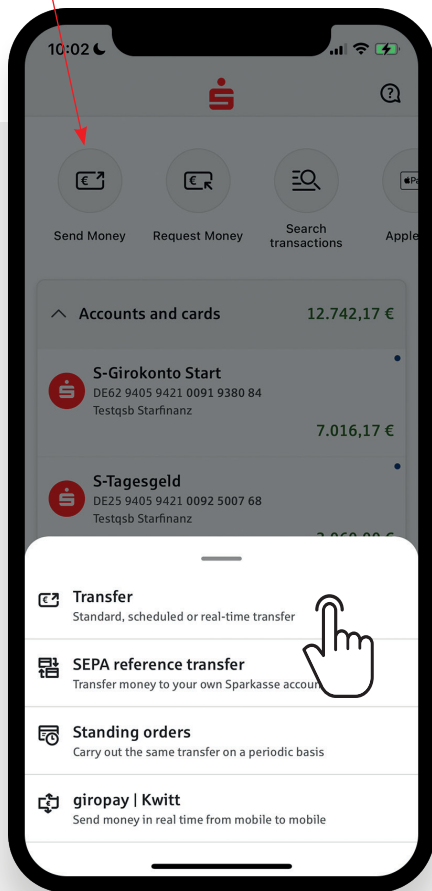 10:02
Send Money
Request Money
Search
transactions
Apple
Accounts and cards 12.742,17 €
S-Girokonto Start
DE62 9405 9421 0091 9380 84
Testqsb Starfinanz
7.016,17 €
S-Tagesgeld
DE25 9405 9421 0092 5007 68
Testqsb Starfinanz
Transfer
Standard, scheduled or real-time transfer
SEPA reference transfer
Transfer money to your own Sparkasse accoun
Standing orders
Carry out the same transfer on a periodic basis
giropay | Kwitt
Send money in real time from mobile to mobile